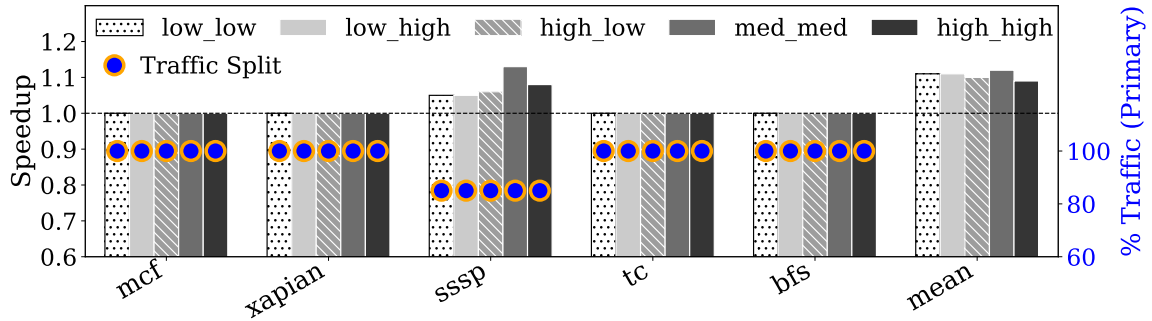 low_low low_high high_low med_med high_high
Traffic Split
Speedup
1.2
1.1
1.0
0.9
0.8
0.7
0.6
100
80
60
% Traffic (Primary)
mcf xapian sssp tc bfs mean